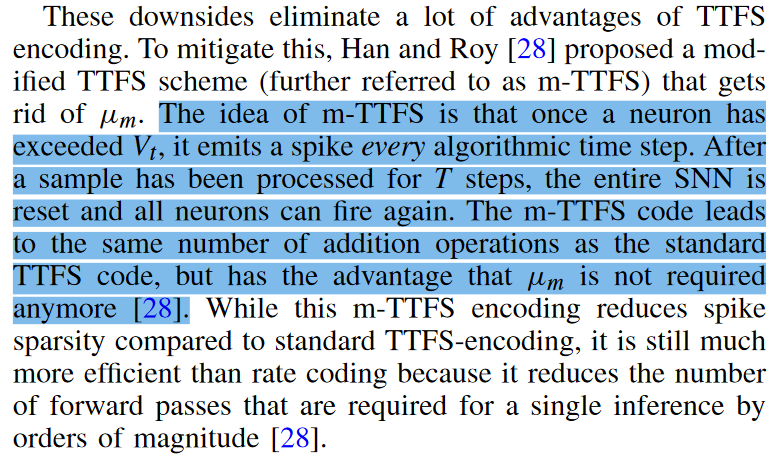 These downsides eliminate a lot of advantages of TTFS
encoding. To mitigate this, Han and Roy [28] proposed a mod-
ified TTFS scheme (further referred to as m-TTFS) that gets
rid of μm. The idea of m-TTFS is that once a neuron has
exceeded Vt, it emits a spike every algorithmic time step. After
a sample has been processed for T steps, the entire SNN is
reset and all neurons can fire again. The m-TTFS code leads
to the same number of addition operations as the standard
TTFS code, but has the advantage that μm is not required
anymore [28]. While this m-TTFS encoding reduces spike
sparsity compared to standard TTFS-encoding, it is still much
more efficient than rate coding because it reduces the number
of forward passes that are required for a single inference by
orders of magnitude [28].